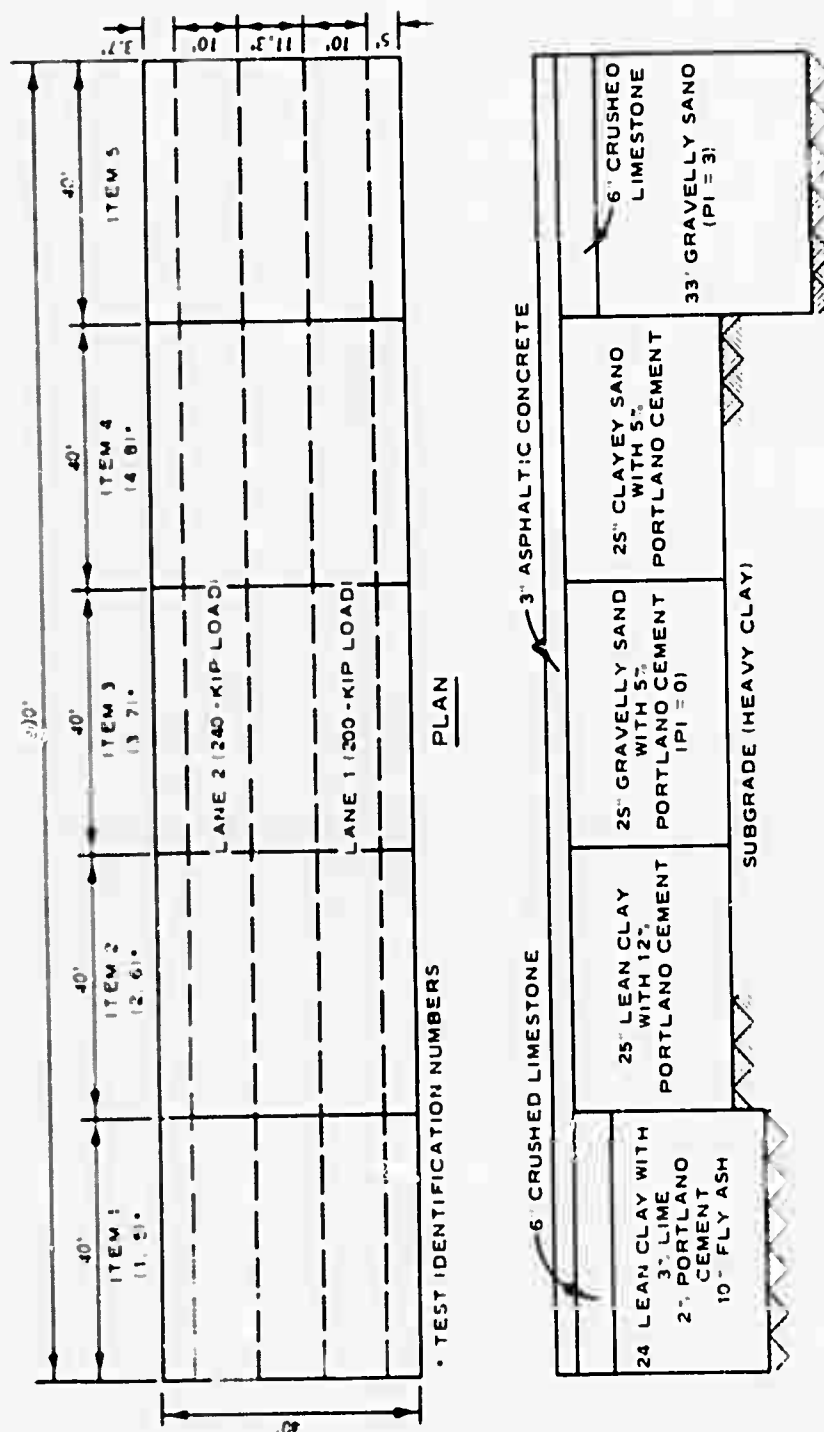 40'
40'
40'
40'
40'
ITEM 1
(1, 5)*
ITEM 2
(2, 6)*
ITEM 3
(3, 7)*
ITEM 4
(4, 8)*
ITEM 5
3.7'
10'
11.3'
10'
5'
40'
LANE 2 (240-KIP LOAD)
LANE 1 (200-KIP LOAD)
* TEST IDENTIFICATION NUMBERS
PLAN
6" CRUSHED LIMESTONE
3" ASPHALTIC CONCRETE
24 LEAN CLAY WITH
3% LIME
2% PORTLAND
CEMENT
10% FLY ASH
25" LEAN CLAY
WITH 12%
PORTLAND CEMENT
25" GRAVELLY SAND
WITH 5%
PORTLAND CEMENT
(PI = 0)
25" CLAYEY SAND
WITH 5%
PORTLAND CEMENT
6" CRUSHED
LIMESTONE
33" GRAVELLY SAND
(PI = 3)
SUBGRADE (HEAVY CLAY)